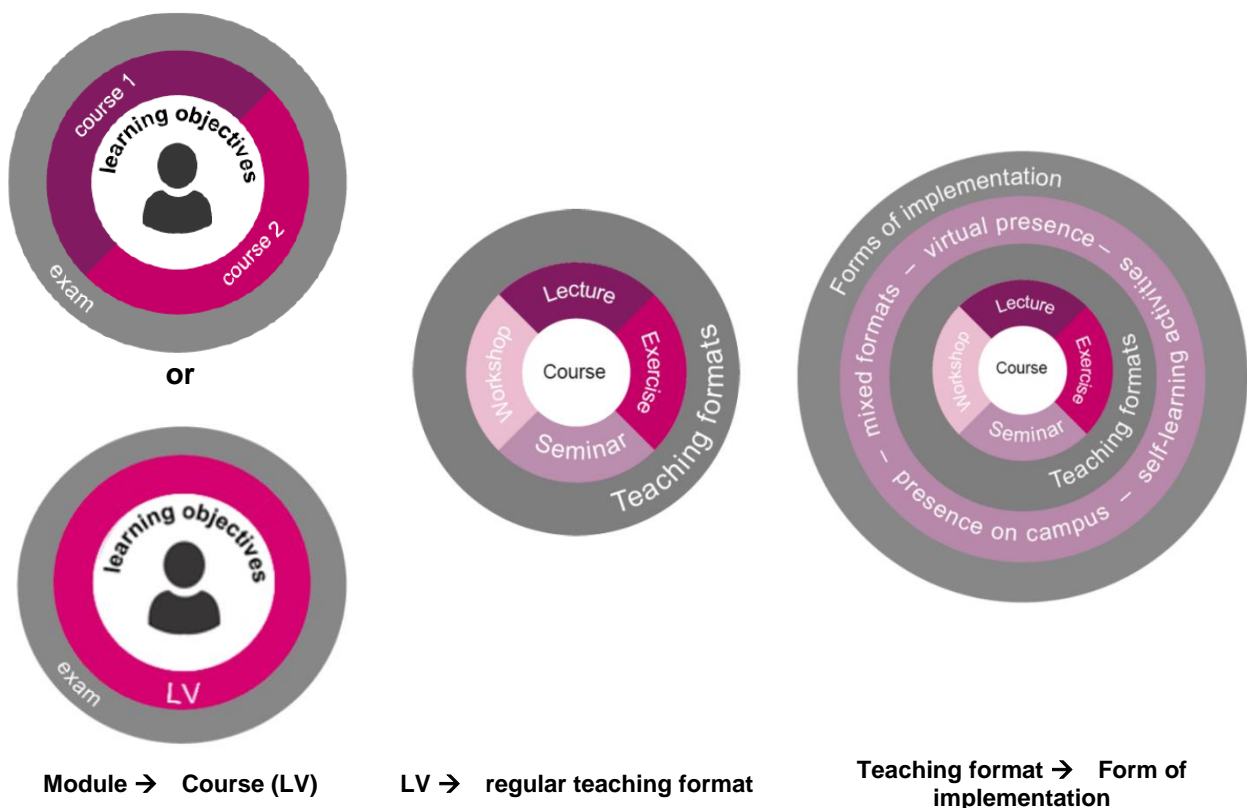 course 1
learning objectives
course 2
exam
or
learning objectives
LV
exam
Module → Course (LV)
Lecture
Exercise
Seminar
Workshop
Course
Teaching formats
LV → regular teaching format
Forms of implementation
mixed formats – virtual presence – self-learning activities – presence on campus –
Lecture
Exercise
Seminar
Workshop
Course
Teaching formats
Teaching format → Form of
implementation